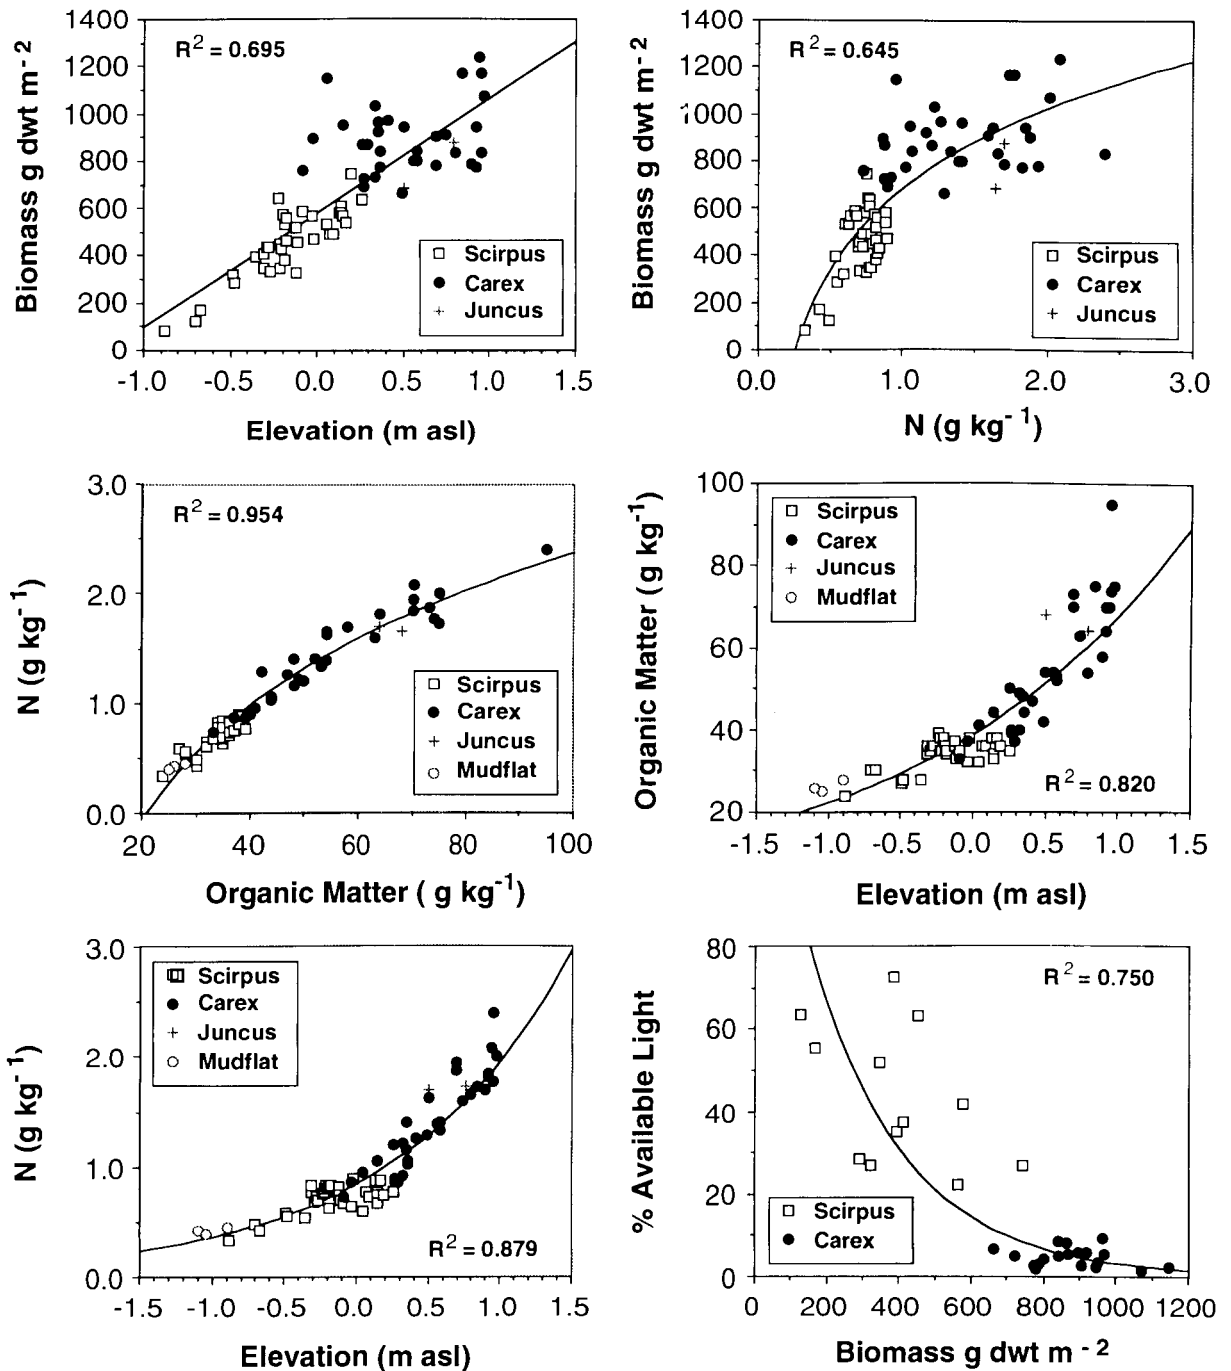 1400
1200
1000
800
600
400
200
0
Biomass g dwt m⁻²
R² = 0.695
Scirpus
Carex
Juncus
-1.0 -0.5 0.0 0.5 1.0 1.5
Elevation (m asl)
1400
1200
1000
800
600
400
200
0
Biomass g dwt m⁻²
R² = 0.645
Scirpus
Carex
Juncus
0.0 1.0 2.0 3.0
N (g kg⁻¹)
3.0
2.0
1.0
0.0
N (g kg⁻¹)
R² = 0.954
Scirpus
Carex
Juncus
Mudflat
20 40 60 80 100
Organic Matter ( g kg⁻¹)
100
80
60
40
20
Organic Matter (g kg⁻¹)
Scirpus
Carex
Juncus
Mudflat
R² = 0.820
-1.5 -1.0 -0.5 0.0 0.5 1.0 1.5
Elevation (m asl)
3.0
2.0
1.0
0.0
N (g kg⁻¹)
Scirpus
Carex
Juncus
Mudflat
R² = 0.879
-1.5 -1.0 -0.5 0.0 0.5 1.0 1.5
Elevation (m asl)
80
60
40
20
0
% Available Light
R² = 0.750
Scirpus
Carex
0 200 400 600 800 1000 1200
Biomass g dwt m⁻²